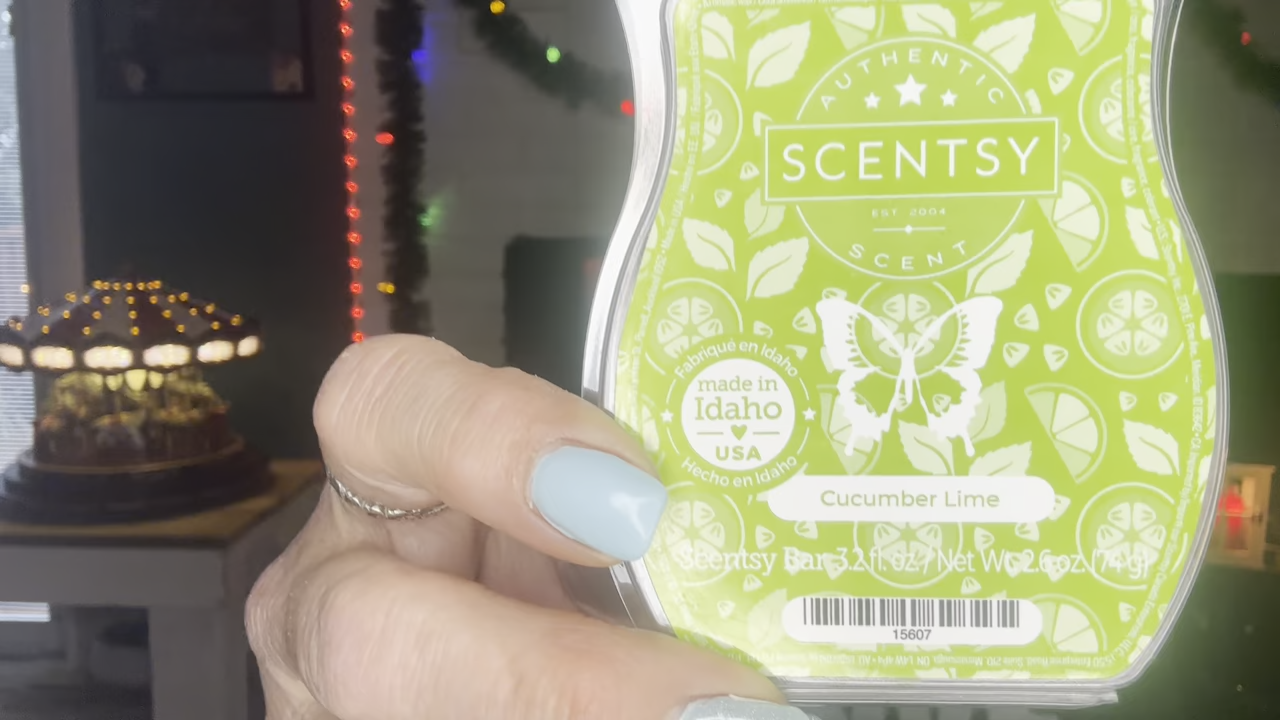 AUTHENTIC
SCENTSY
EST. 2004
SCENT
Fabriqué en Idaho
made in
Idaho
USA
Hecho en Idaho
Cucumber Lime
Scentsy Bar 3.2 fl. oz / Net Wt. 2.6 oz. (74 g)
15607